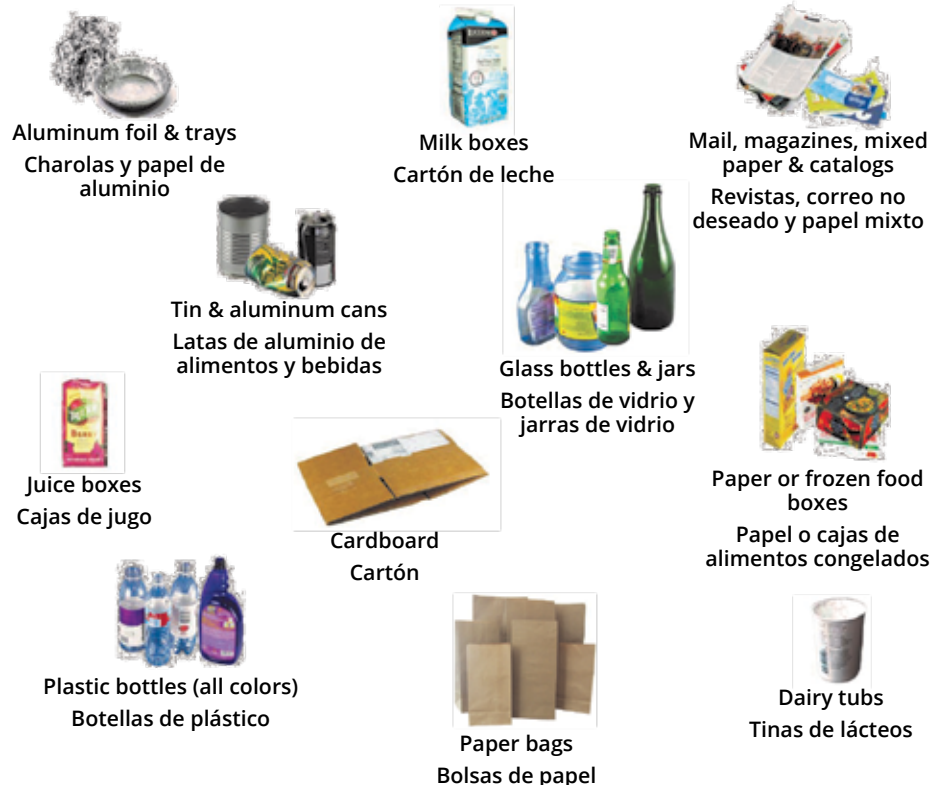 Aluminum foil & trays
Charolas y papel de
aluminio
Milk boxes
Cartón de leche
Mail, magazines, mixed
paper & catalogs
Revistas, correo no
deseado y papel mixto
Tin & aluminum cans
Latas de aluminio de
alimentos y bebidas
Glass bottles & jars
Botellas de vidrio y
jarras de vidrio
Juice boxes
Cajas de jugo
Cardboard
Cartón
Paper or frozen food
boxes
Papel o cajas de
alimentos congelados
Plastic bottles (all colors)
Botellas de plástico
Paper bags
Bolsas de papel
Dairy tubs
Tinas de lácteos